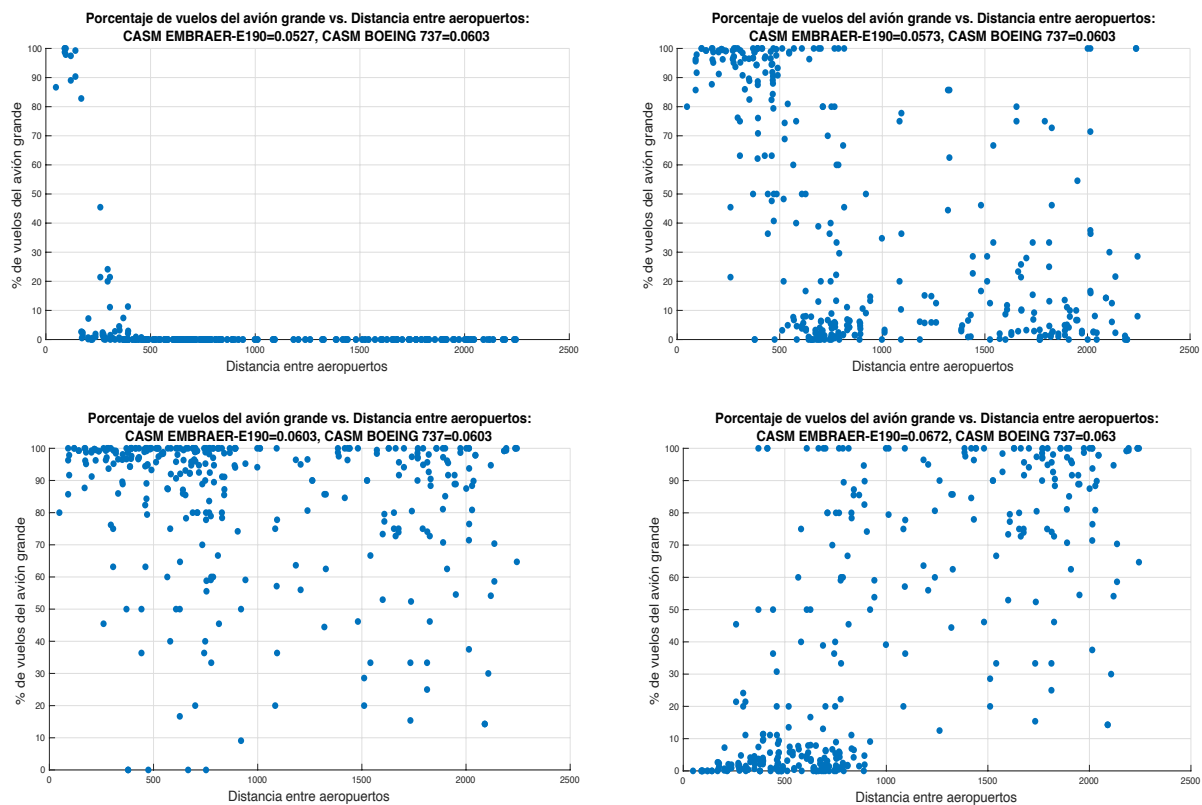 Porcentaje de vuelos del avión grande vs. Distancia entre aeropuertos:
CASM EMBRAER-E190=0.0527, CASM BOEING 737=0.0603
100
90
80
70
60
50
40
30
20
10
0
% de vuelos del avión grande
0 500 1000 1500 2000 2500
Distancia entre aeropuertos
Porcentaje de vuelos del avión grande vs. Distancia entre aeropuertos:
CASM EMBRAER-E190=0.0573, CASM BOEING 737=0.0603
100
90
80
70
60
50
40
30
20
10
0
% de vuelos del avión grande
0 500 1000 1500 2000 2500
Distancia entre aeropuertos
Porcentaje de vuelos del avión grande vs. Distancia entre aeropuertos:
CASM EMBRAER-E190=0.0603, CASM BOEING 737=0.0603
100
90
80
70
60
50
40
30
20
10
0
% de vuelos del avión grande
0 500 1000 1500 2000 2500
Distancia entre aeropuertos
Porcentaje de vuelos del avión grande vs. Distancia entre aeropuertos:
CASM EMBRAER-E190=0.0672, CASM BOEING 737=0.063
100
90
80
70
60
50
40
30
20
10
0
% de vuelos del avión grande
0 500 1000 1500 2000 2500
Distancia entre aeropuertos